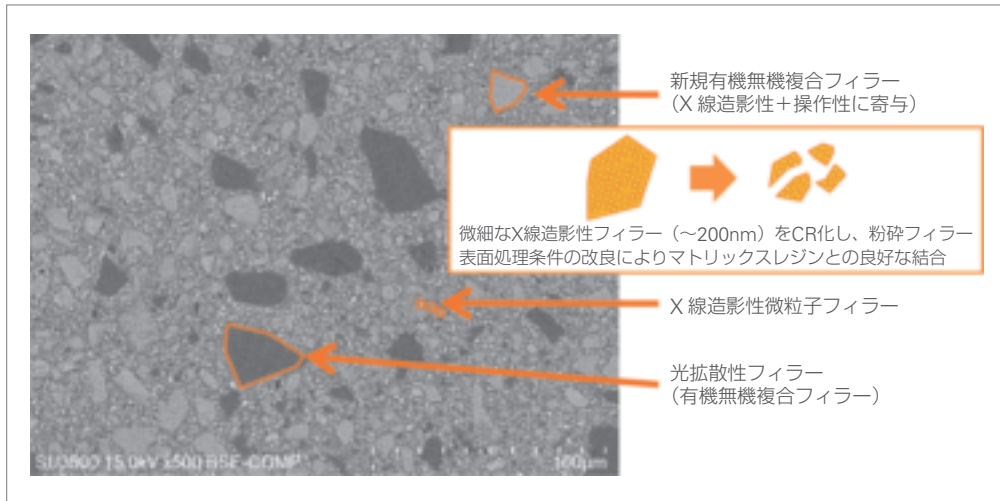 新規有機無機複合フィラー
（X 線造影性＋操作性に寄与）
微細なX線造影性フィラー（～200nm）をCR化し、粉砕フィラー
表面処理条件の改良によりマトリックスレジンとの良好な結合
X 線造影性微粒子フィラー
光拡散性フィラー
（有機無機複合フィラー）
SU3500 15.0kV x500 BSE-COMP
100μm